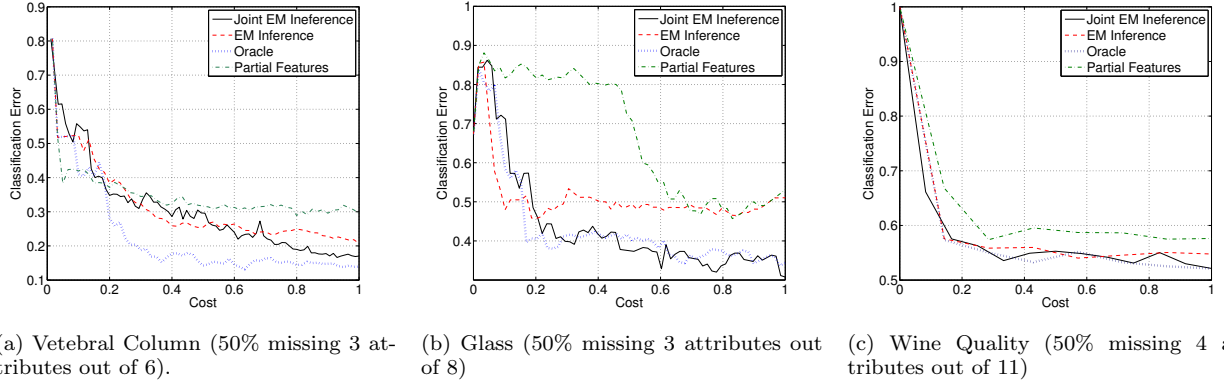 0.9
0.8
0.7
0.6
0.5
0.4
0.3
0.2
0.1
0 0.2 0.4 0.6 0.8 1
Cost
Classification Error
Joint EM Ineference
EM Inference
Oracle
Partial Features
(a) Vetebral Column (50% missing 3 at-
tributes out of 6).
1
0.9
0.8
0.7
0.6
0.5
0.4
0 0.2 0.4 0.6 0.8 1
Cost
Classification Error
Joint EM Ineference
EM Inference
Oracle
Partial Features
(b) Glass (50% missing 3 attributes out
of 8)
1
0.9
0.8
0.7
0.6
0.5
0 0.2 0.4 0.6 0.8 1
Cost
Classification Error
Joint EM Ineference
EM Inference
Oracle
Partial Features
(c) Wine Quality (50% missing 4 a
tributes out of 11)